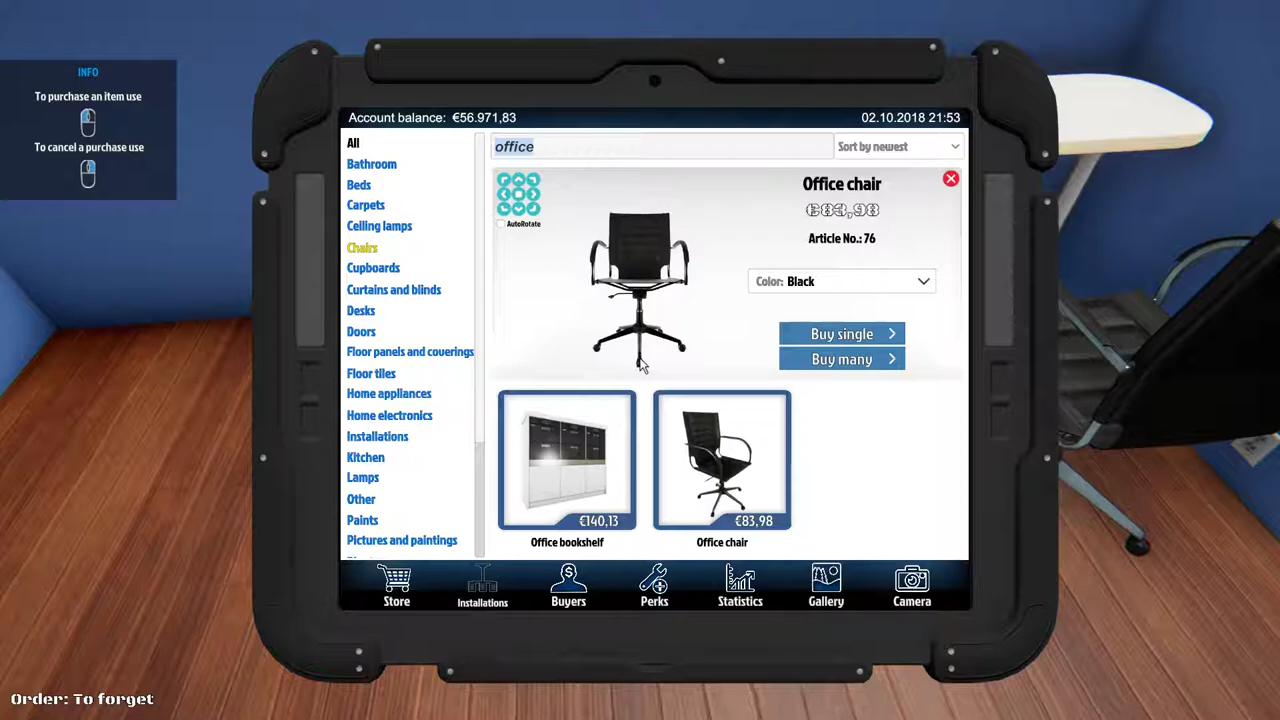 INFO
To purchase an item use
To cancel a purchase use
Account balance: €56.971,83
02.10.2018 21:53
office
Sort by newest
All
Bathroom
Beds
Carpets
Ceiling lamps
Chairs
Cupboards
Curtains and blinds
Desks
Doors
Floor panels and coverings
Floor tiles
Home appliances
Home electronics
Installations
Kitchen
Lamps
Other
Paints
Pictures and paintings
AutoRotate
Office chair
€83,98
Article No.: 76
Color: Black
Buy single
Buy many
€140,13
Office bookshelf
€83,98
Office chair
Store
Installations
Buyers
Perks
Statistics
Gallery
Camera
Order: To forget